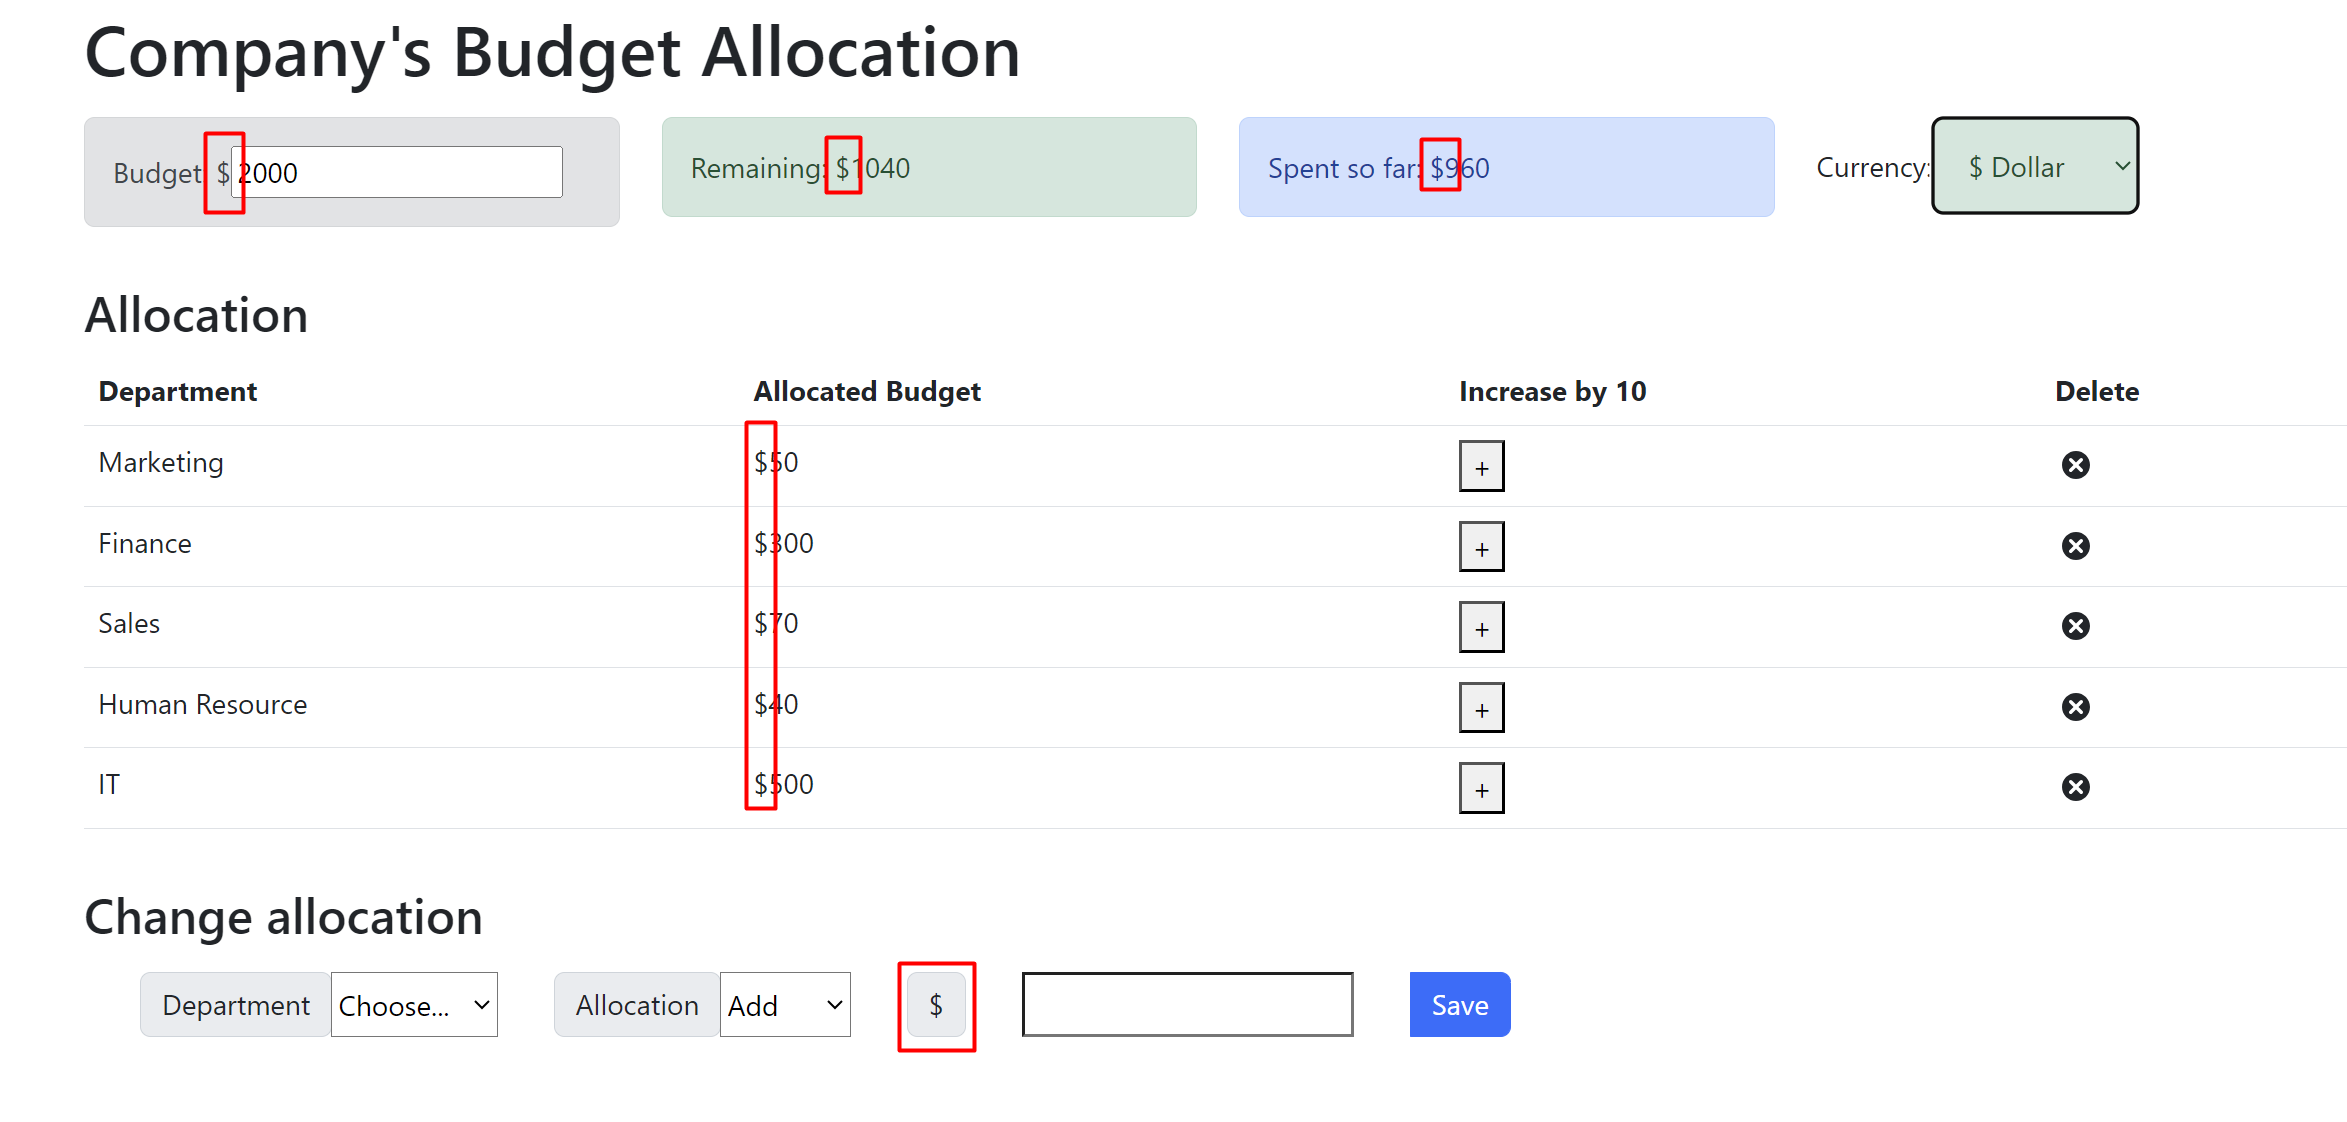 Company's Budget Allocation
Budget: $ 2000 Remaining: $1040 Spent so far: $960 Currency: $ Dollar
Allocation
Department Allocated Budget Increase by 10 Delete
Marketing $50 +
Finance $300 +
Sales $70 +
Human Resource $40 +
IT $500 +
Change allocation
Department Choose... Allocation Add $ Save